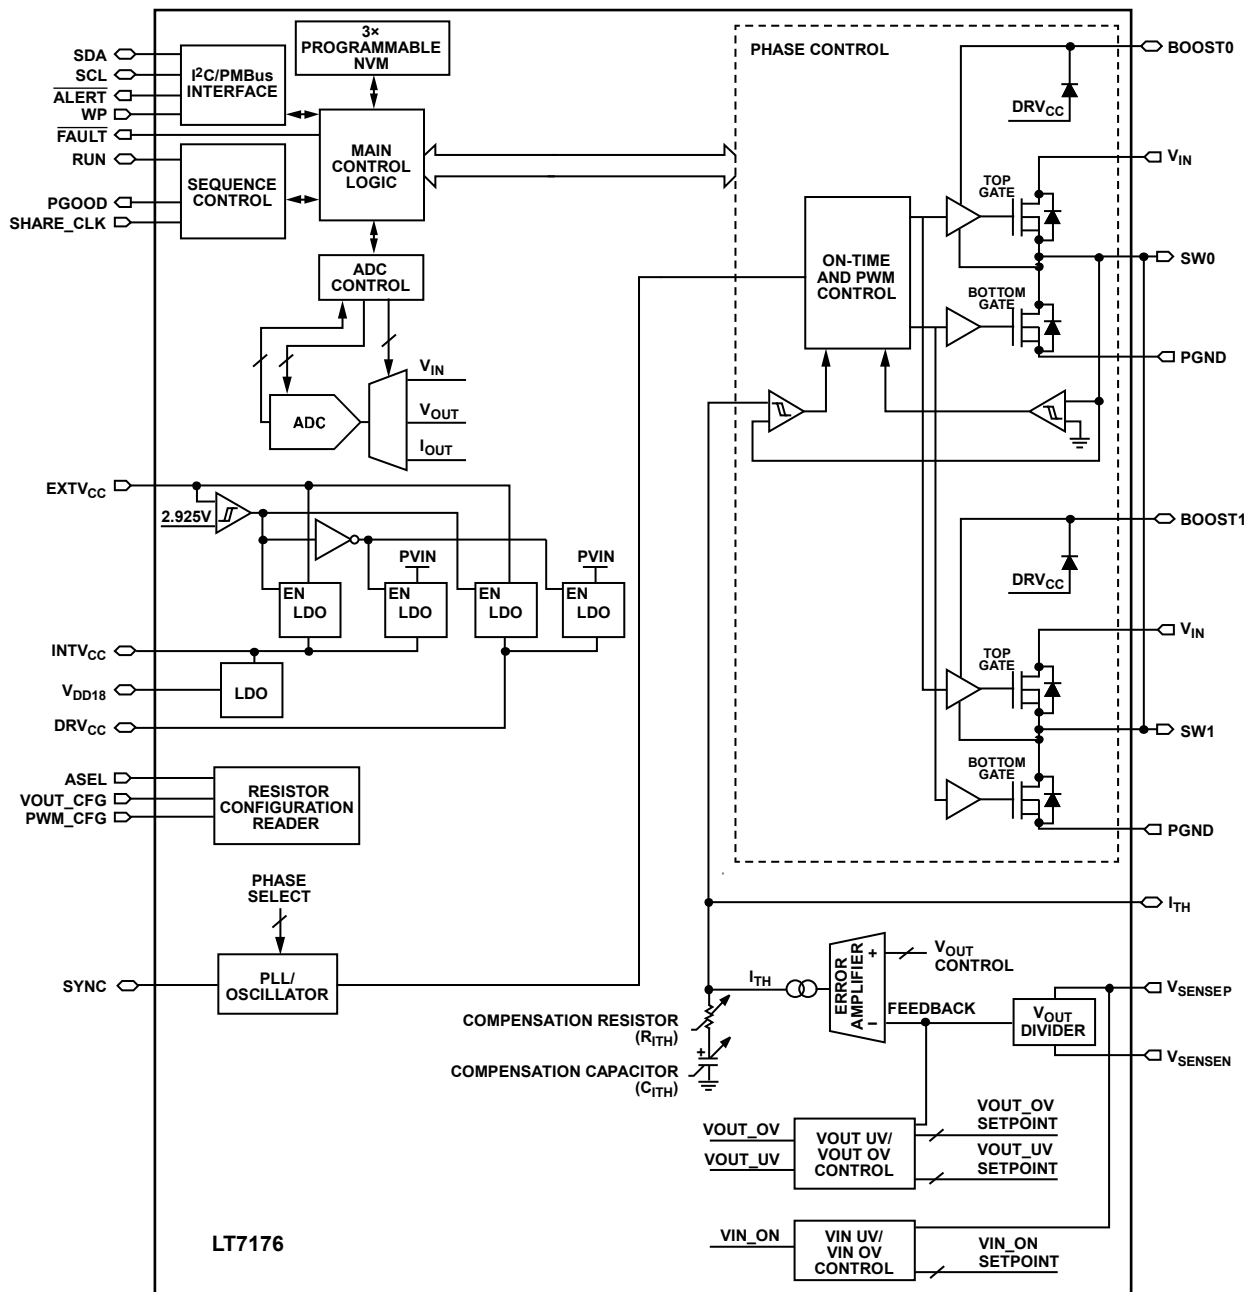 3×
PROGRAMMABLE
NVM
SDA
SCL
ALERT
WP
FAULT
RUN
PGOOD
SHARE_CLK
I2C/PMBus
INTERFACE
SEQUENCE
CONTROL
MAIN
CONTROL
LOGIC
ADC
CONTROL
ADC
VIN
VOUT
IOUT
PHASE CONTROL
BOOST0
DRVCC
VIN
TOP
GATE
ON-TIME
AND PWM
CONTROL
SW0
BOTTOM
GATE
PGND
EXTVCC
2.925V
PVIN
PVIN
EN
LDO
EN
LDO
EN
LDO
EN
LDO
INTVCC
VDD18
LDO
DRVCC
BOOST1
DRVCC
VIN
TOP
GATE
SW1
BOTTOM
GATE
PGND
ASEL
VOUT_CFG
PWM_CFG
RESISTOR
CONFIGURATION
READER
PHASE
SELECT
SYNC
PLL/
OSCILLATOR
ITH
ITH
ERROR
AMPLIFIER
+
–
VOUT
CONTROL
FEEDBACK
VOUT
DIVIDER
VSENSEP
VSENSEN
COMPENSATION RESISTOR
(RITH)
+
COMPENSATION CAPACITOR
(CITH)
VOUT_OV
VOUT_UV
VOUT UV/
VOUT OV
CONTROL
VOUT_OV
SETPOINT
VOUT_UV
SETPOINT
VIN_ON
VIN UV/
VIN OV
CONTROL
VIN_ON
SETPOINT
LT7176